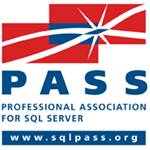 PASS
PROFESSIONAL ASSOCIATION
FOR SQL SERVER
www.sqlpass.org